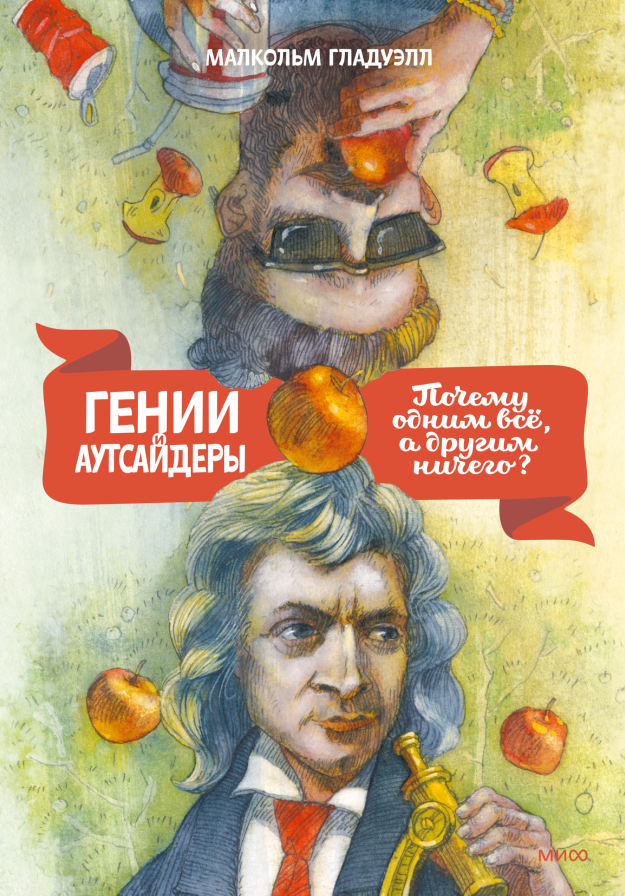 МАЛКОЛЬМ ГЛАДУЭЛЛ
ГЕНИИ
И
АУТСАЙДЕРЫ
Почему
одним всё,
а другим
ничего?
МИФ